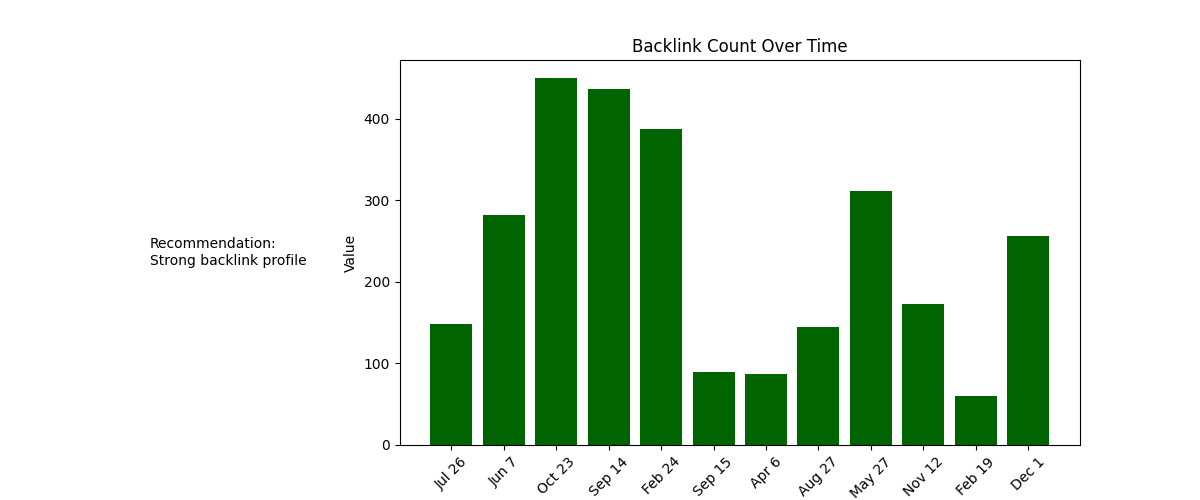 Backlink Count Over Time
Recommendation:
Strong backlink profile
Value
400
300
200
100
0
Jul 26
Jun 7
Oct 23
Sep 14
Feb 24
Sep 15
Apr 6
Aug 27
May 27
Nov 12
Feb 19
Dec 1